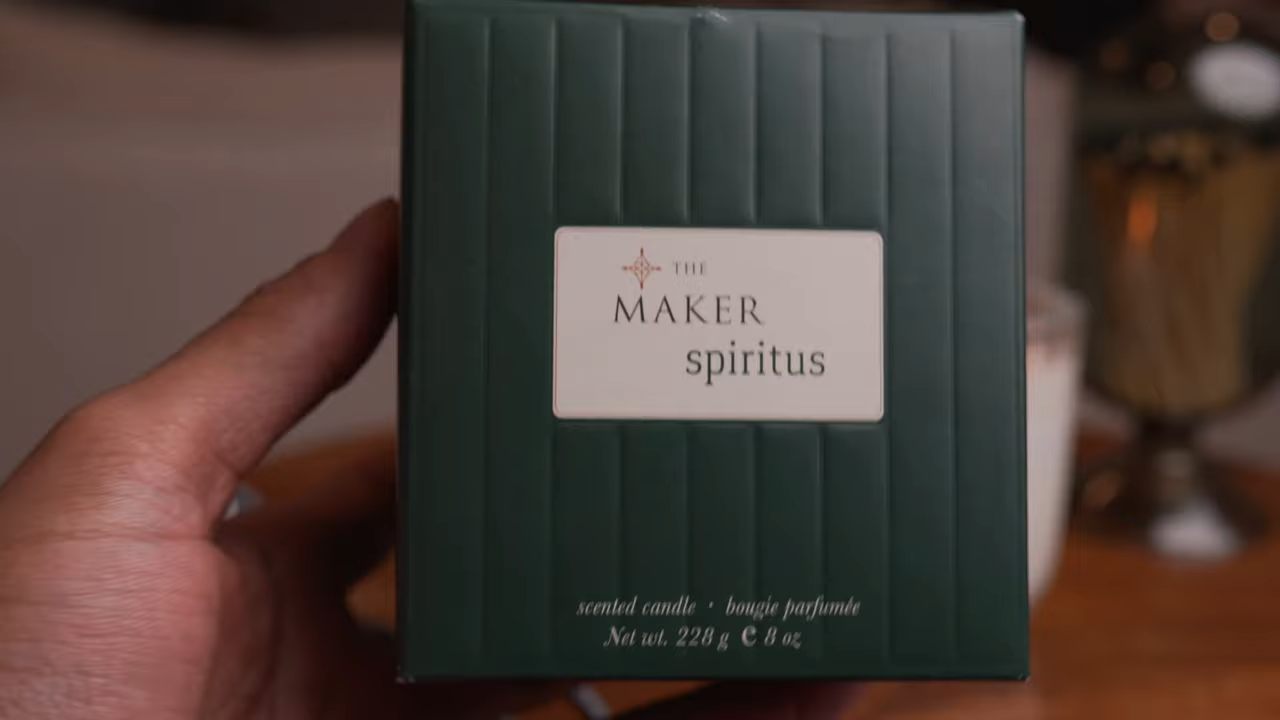 THE
MAKER
spiritus
scented candle · bougie parfumée
Net wt. 228 g ℮ 8 oz